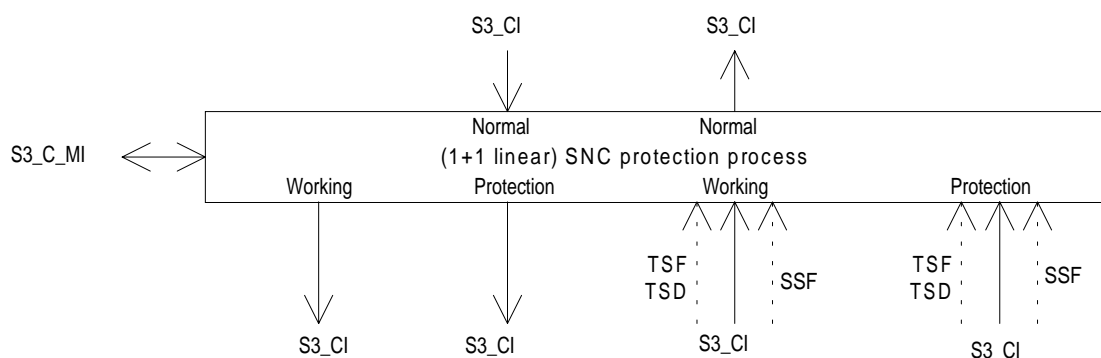 S3_CI S3_CI
Normal Normal
S3_C_MI
(1+1 linear) SNC protection process
Working Protection Working Protection
TSF TSF
SSF SSF
TSD TSD
S3_CI S3_CI S3_CI S3_CI